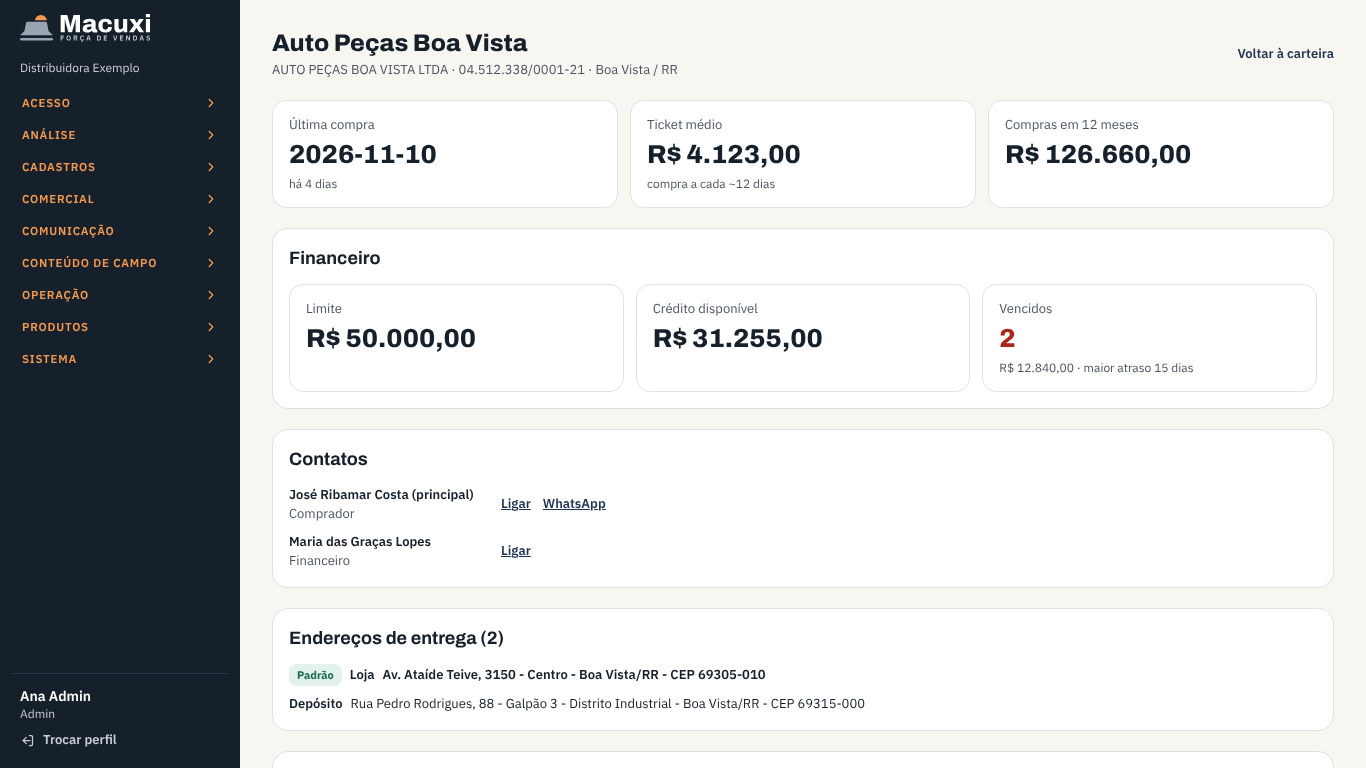 Macuxi
FORÇA DE VENDAS
Distribuidora Exemplo
ACESSO
ANÁLISE
CADASTROS
COMERCIAL
COMUNICAÇÃO
CONTEÚDO DE CAMPO
OPERAÇÃO
PRODUTOS
SISTEMA
Ana Admin
Admin
Trocar perfil
Auto Peças Boa Vista
AUTO PEÇAS BOA VISTA LTDA · 04.512.338/0001-21 · Boa Vista / RR
Voltar à carteira
Última compra
2026-11-10
há 4 dias
Ticket médio
R$ 4.123,00
compra a cada ~12 dias
Compras em 12 meses
R$ 126.660,00
Financeiro
Limite
R$ 50.000,00
Crédito disponível
R$ 31.255,00
Vencidos
2
R$ 12.840,00 · maior atraso 15 dias
Contatos
José Ribamar Costa (principal)
Comprador
Ligar WhatsApp
Maria das Graças Lopes
Financeiro
Ligar
Endereços de entrega (2)
Padrão Loja Av. Ataíde Teive, 3150 - Centro - Boa Vista/RR - CEP 69305-010
Depósito Rua Pedro Rodrigues, 88 - Galpão 3 - Distrito Industrial - Boa Vista/RR - CEP 69315-000